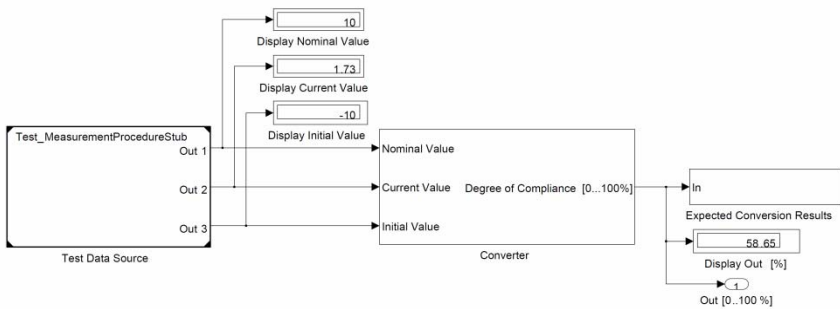 10
Display Nominal Value
1.73
Display Current Value
-10
Display Initial Value
Test_MeasurementProcedureStub
Out 1
Out 2
Out 3
Test Data Source
Nominal Value
Current Value
Initial Value
Degree of Compliance [0...100%]
Converter
In
Expected Conversion Results
58.65
Display Out [%]
1
Out [0..100 %]